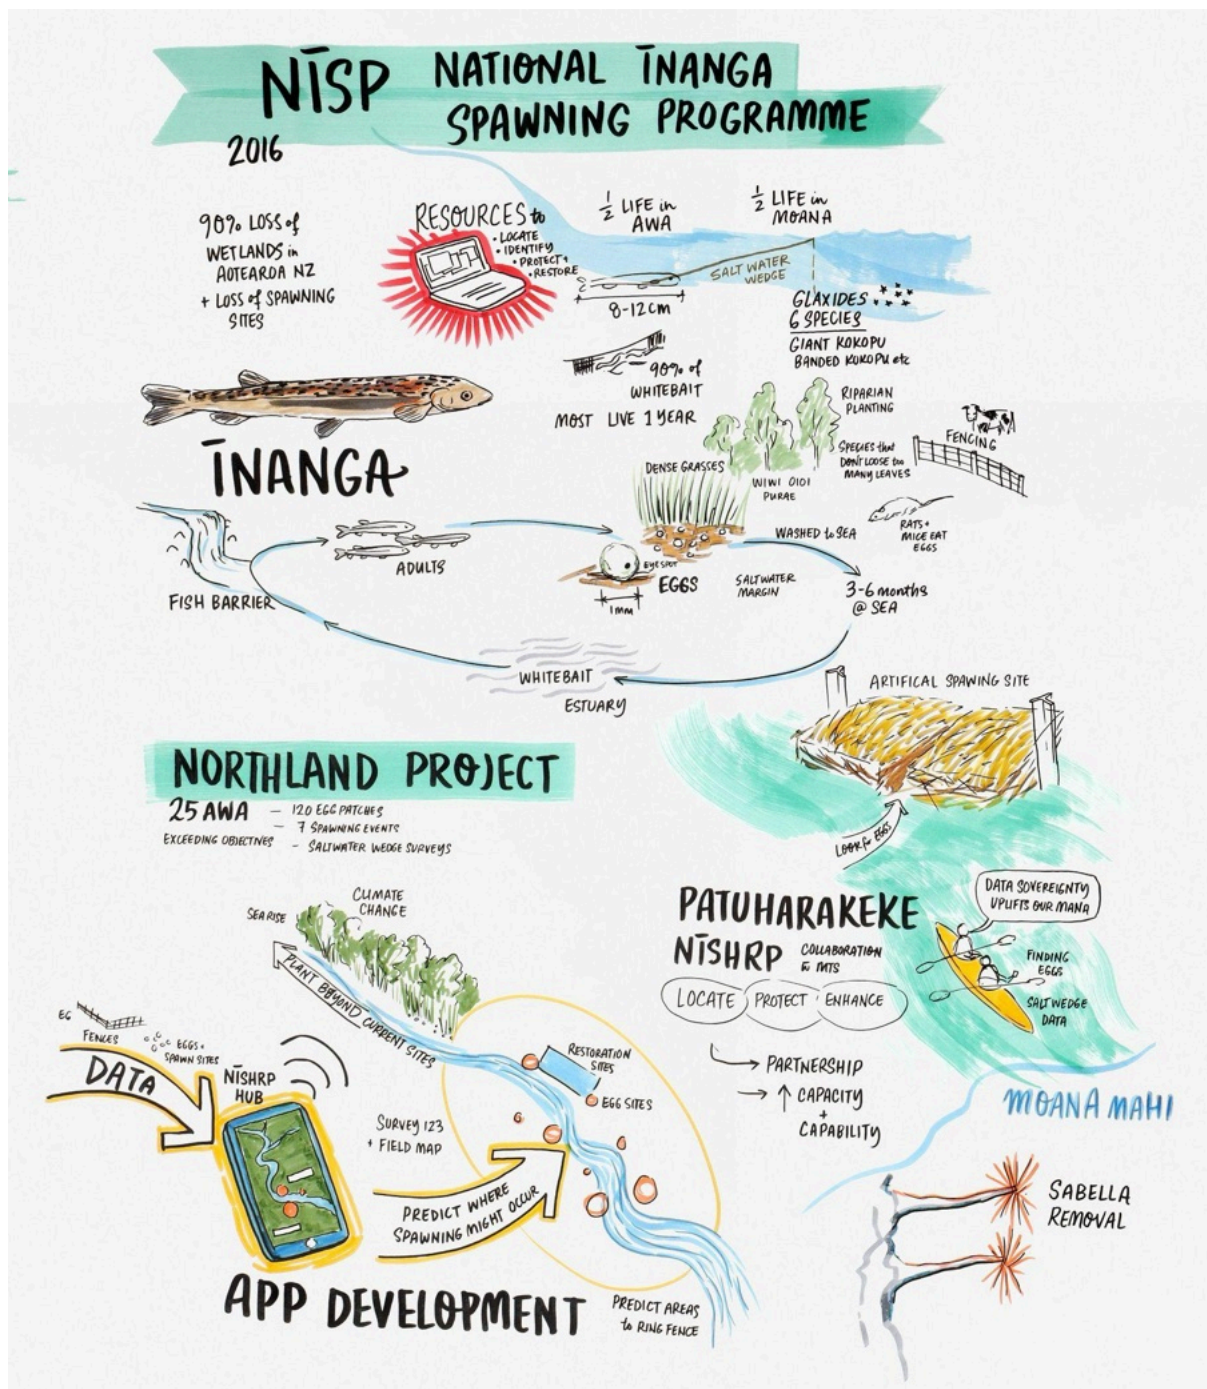 NĪSP
NATIONAL ĪNANGA
SPAWNING PROGRAMME
2016
90% LOSS of
WETLANDS in
AOTEAROA NZ
+ LOSS of SPAWNING
SITES
RESOURCES to
• LOCATE
• IDENTIFY
• PROTECT +
• RESTORE
1/2 LIFE in
AWA
1/2 LIFE in
MOANA
SALT WATER
WEDGE
8-12cm
GLAXIDES
6 SPECIES
GIANT KOKOPU
BANDED KOKOPU etc
90% of
WHITEBAIT
MOST LIVE 1 YEAR
ĪNANGA
RIPARIAN
PLANTING
FENCING
SPECIES that
DON'T LOOSE too
MANY LEAVES
DENSE GRASSES
WIWI OIOI
PURAE
RATS +
MICE EAT
EGGS
WASHED to SEA
ADULTS
EYE SPOT
EGGS
1mm
SALTWATER
MARGIN
3-6 months
@ SEA
FISH BARRIER
WHITEBAIT
ESTUARY
ARTIFICAL SPAWING SITE
LOOK for EGGS
NORTHLAND PROJECT
25 AWA
— 120 EGG PATCHES
— 7 SPAWNING EVENTS
EXCEEDING OBJECTIVES
- SALTWATER WEDGE SURVEYS
SEA RISE
CLIMATE
CHANGE
PLANT BEYOND CURRENT SITES
EG
FENCES
EGGS +
SPAWN SITES
DATA
NĪSHRP
HUB
SURVEY 123
+ FIELD MAP
RESTORATION
SITES
EGG SITES
PREDICT WHERE
SPAWNING MIGHT OCCUR
APP DEVELOPMENT
PREDICT AREAS
to RING FENCE
PATUHARAKEKE
NĪSHRP
COLLABORATION
& MTS
LOCATE
PROTECT
ENHANCE
→ PARTNERSHIP
→ ↑ CAPACITY
+
CAPABILITY
DATA SOVEREIGNTY
UPLIFTS OUR MANA
FINDING
EGGS
SALT WEDGE
DATA
MOANA MAHI
SABELLA
REMOVAL